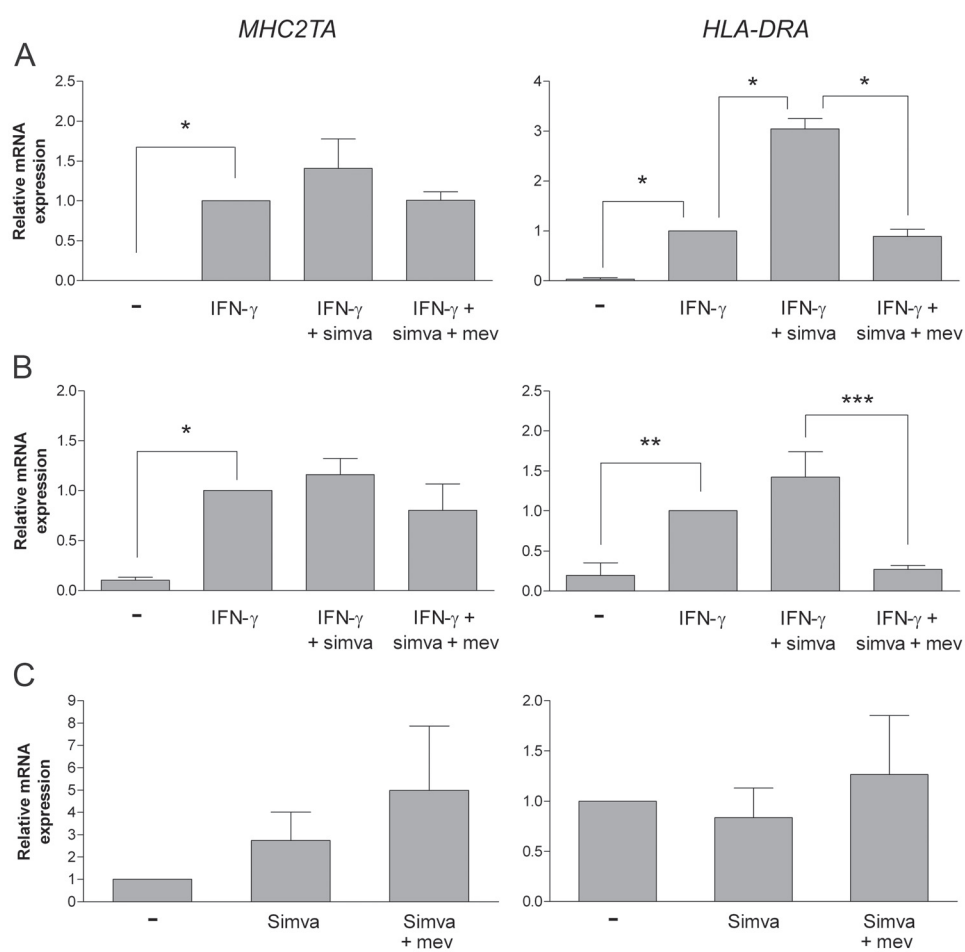 MHC2TA HLA-DRA
A
Relative mRNA
expression
2.5
2.0
1.5
1.0
0.5
0.0
*
– IFN-γ IFN-γ IFN-γ +
+ simva simva + mev
4
3
2
1
0
* * *
– IFN-γ IFN-γ IFN-γ +
+ simva simva + mev
B
Relative mRNA
expression
2.0
1.5
1.0
0.5
0.0
*
– IFN-γ IFN-γ IFN-γ +
+ simva simva + mev
2.5
2.0
1.5
1.0
0.5
0.0
** ***
– IFN-γ IFN-γ IFN-γ +
+ simva simva + mev
C
Relative mRNA
expression
9
8
7
6
5
4
3
2
1
0
– Simva Simva
+ mev
2.0
1.5
1.0
0.5
0.0
– Simva Simva
+ mev